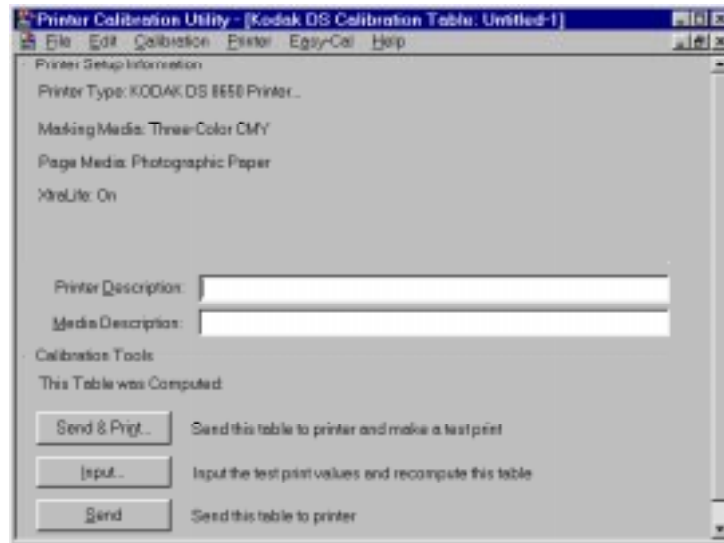 Printer Calibration Utility - [Kodak DS Calibration Table: Untitled-1]
File Edit Calibration Printer Easy-Cal Help
Printer Setup Information
Printer Type: KODAK DS 8650 Printer...
Marking Media: Three-Color CMY
Page Media: Photographic Paper
XtraLife: On
Printer Description:
Media Description:
Calibration Tools
This Table was Computed
Send & Print... Send this table to printer and make a test print
Input... Input the test print values and recompute this table
Send Send this table to printer